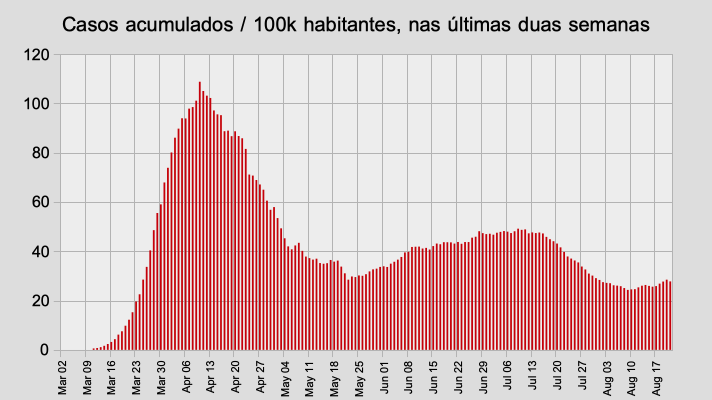 Casos acumulados / 100k habitantes, nas últimas duas semanas
120
100
80
60
40
20
0
Mar 02
Mar 09
Mar 16
Mar 23
Mar 30
Apr 06
Apr 13
Apr 20
Apr 27
May 04
May 11
May 18
May 25
Jun 01
Jun 08
Jun 15
Jun 22
Jun 29
Jul 06
Jul 13
Jul 20
Jul 27
Aug 03
Aug 10
Aug 17